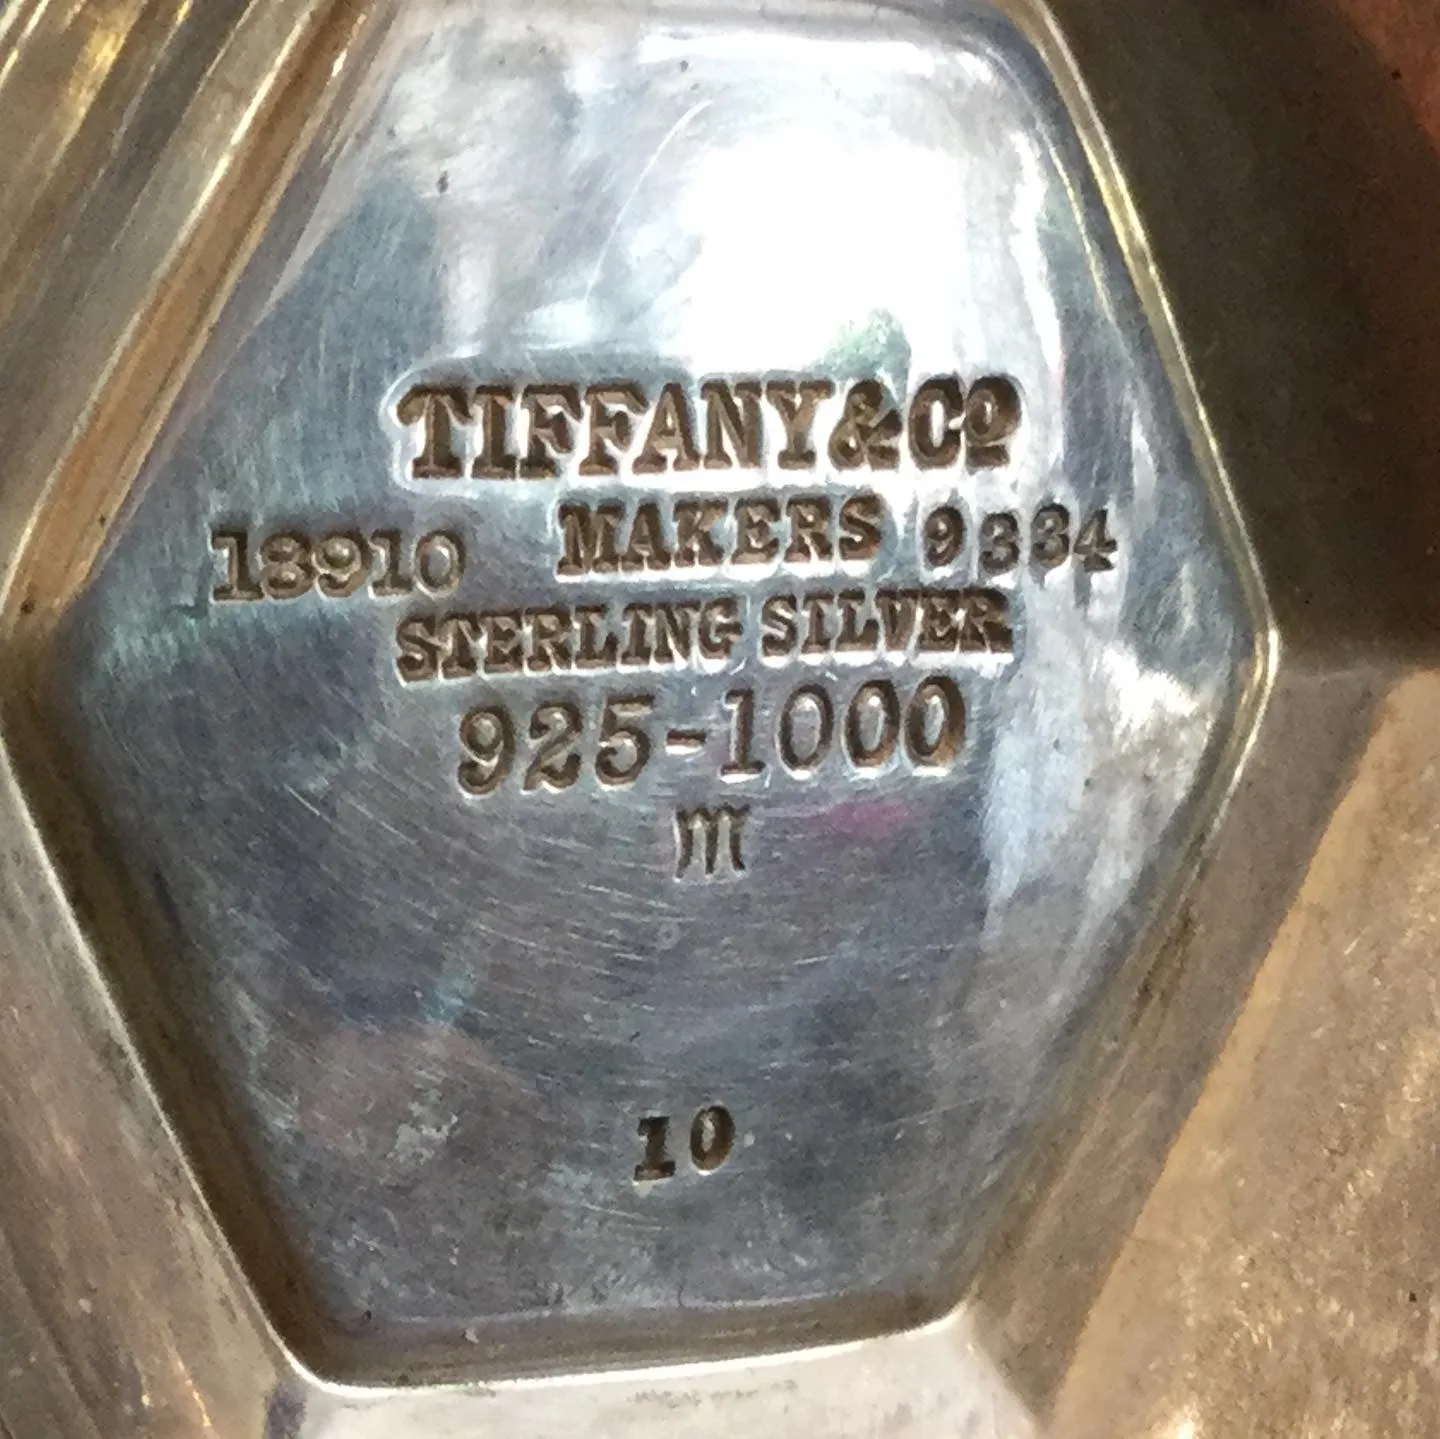 TIFFANY & Co
18910 MAKERS 9334
STERLING SILVER
925-1000
m
10